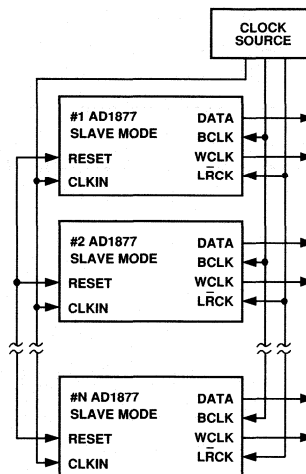 CLOCK
SOURCE
#1 AD1877
SLAVE MODE
RESET
CLKIN
DATA
BCLK
WCLK
LRCK
#2 AD1877
SLAVE MODE
RESET
CLKIN
DATA
BCLK
WCLK
LRCK
#N AD1877
SLAVE MODE
RESET
CLKIN
DATA
BCLK
WCLK
LRCK